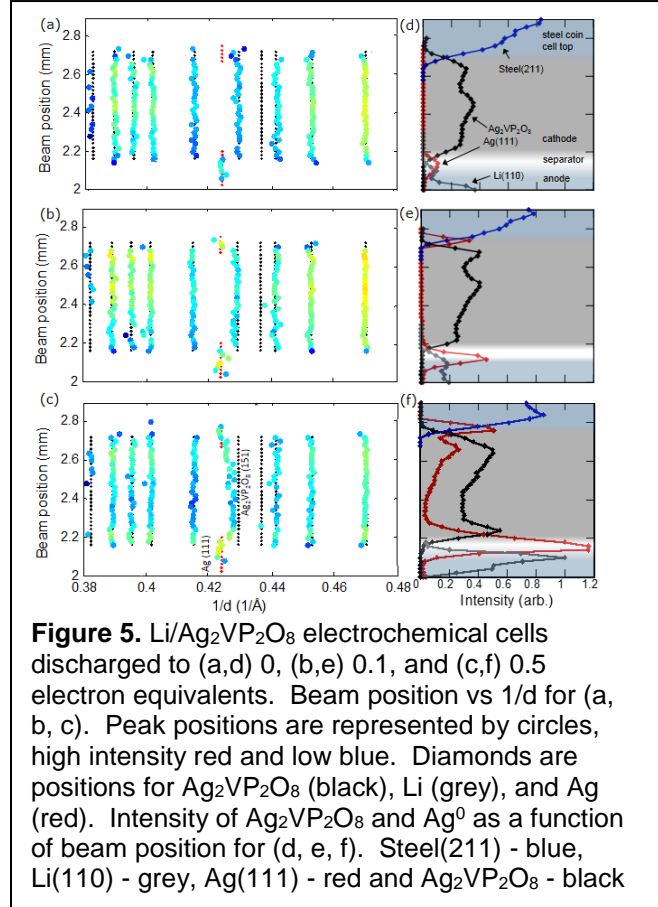 (a)
2.8
2.6
2.4
2.2
2
Beam position (mm)
(d)
steel coin
cell top
Steel(211)
Ag₂VP₂O₈
Ag(111)
cathode
separator
anode
Li(110)
(b)
2.8
2.6
2.4
2.2
2
Beam position (mm)
(e)
(c)
2.8
2.6
2.4
2.2
2
Beam position (mm)
Ag (111)
Ag₂VP₂O₈ (151)
0.38 0.4 0.42 0.44 0.46 0.48
1/d (1/Å)
(f)
0 0.2 0.4 0.6 0.8 1.0 1.2
Intensity (arb.)
Figure 5. Li/Ag₂VP₂O₈ electrochemical cells
discharged to (a,d) 0, (b,e) 0.1, and (c,f) 0.5
electron equivalents. Beam position vs 1/d for (a,
b, c). Peak positions are represented by circles,
high intensity red and low blue. Diamonds are
positions for Ag₂VP₂O₈ (black), Li (grey), and Ag
(red). Intensity of Ag₂VP₂O₈ and Ag⁰ as a function
of beam position for (d, e, f). Steel(211) - blue,
Li(110) - grey, Ag(111) - red and Ag₂VP₂O₈ - black